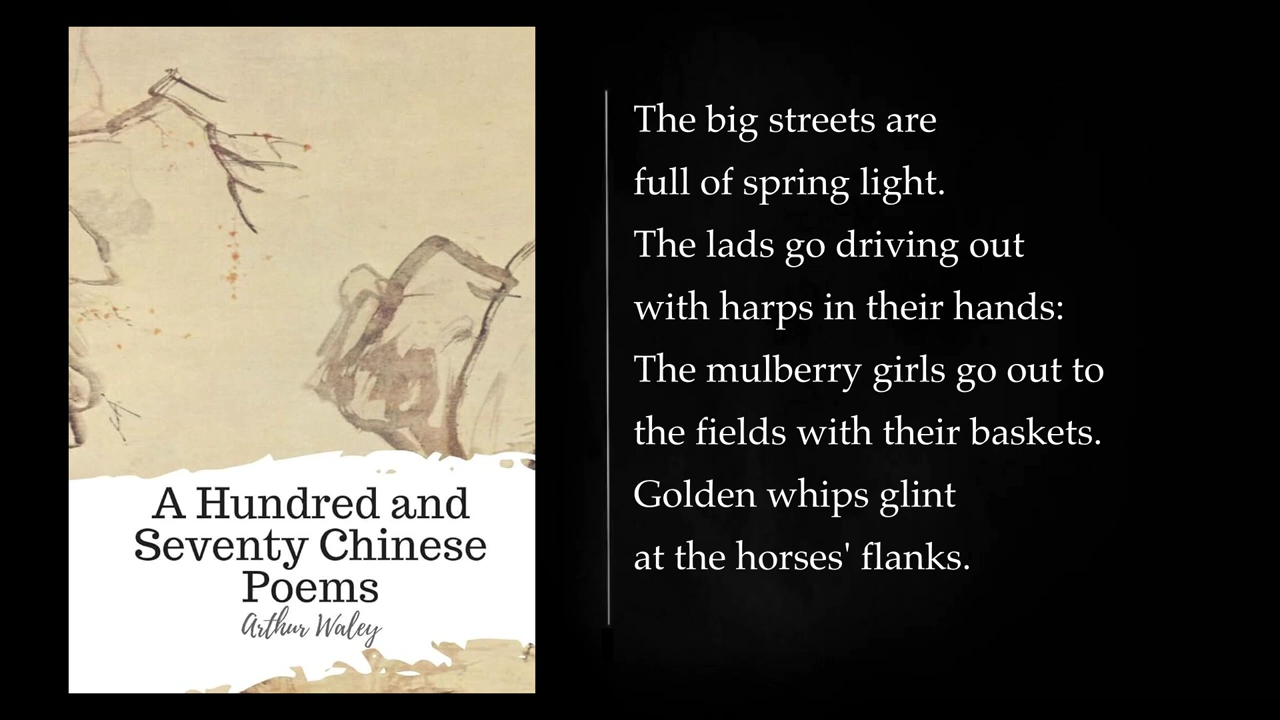 A Hundred and
Seventy Chinese
Poems
Arthur Waley
The big streets are
full of spring light.
The lads go driving out
with harps in their hands:
The mulberry girls go out to
the fields with their baskets.
Golden whips glint
at the horses' flanks.